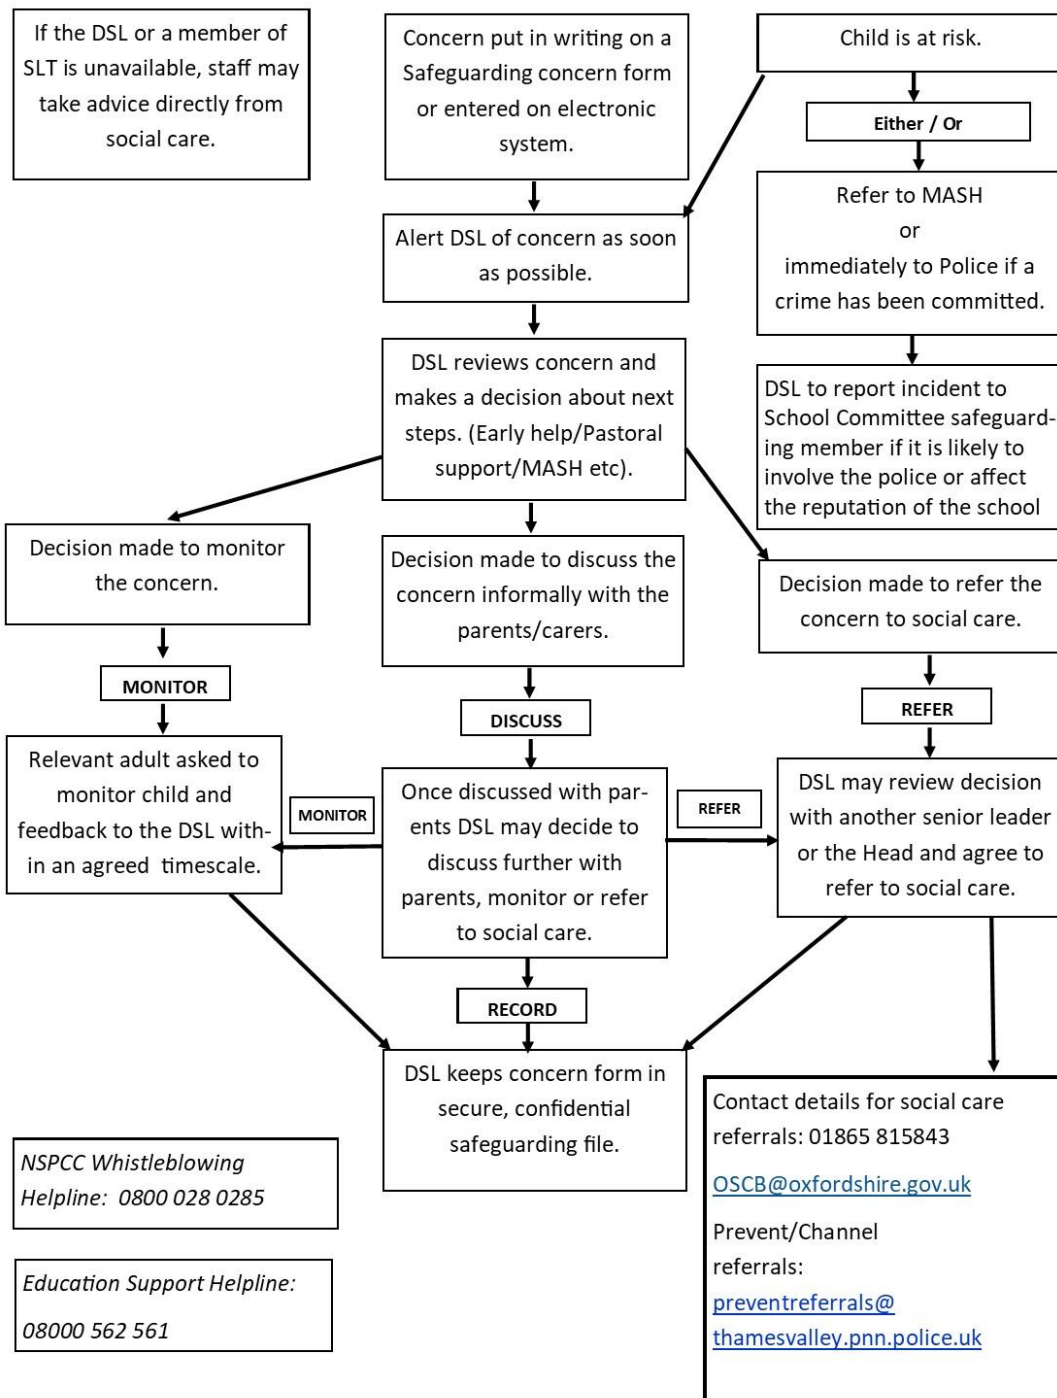 If the DSL or a member of
SLT is unavailable, staff may
take advice directly from
social care.
Concern put in writing on a
Safeguarding concern form
or entered on electronic
system.
Child is at risk.
Either / Or
Refer to MASH
or
immediately to Police if a
crime has been committed.
Alert DSL of concern as soon
as possible.
DSL reviews concern and
makes a decision about next
steps. (Early help/Pastoral
support/MASH etc).
DSL to report incident to
School Committee safeguard-
ing member if it is likely to
involve the police or affect
the reputation of the school
Decision made to monitor
the concern.
Decision made to discuss the
concern informally with the
parents/carers.
Decision made to refer the
concern to social care.
MONITOR
DISCUSS
REFER
Relevant adult asked to
monitor child and
feedback to the DSL with-
in an agreed timescale.
MONITOR
Once discussed with par-
ents DSL may decide to
discuss further with
parents, monitor or refer
to social care.
REFER
DSL may review decision
with another senior leader
or the Head and agree to
refer to social care.
RECORD
DSL keeps concern form in
secure, confidential
safeguarding file.
NSPCC Whistleblowing
Helpline: 0800 028 0285
Education Support Helpline:
08000 562 561
Contact details for social care
referrals: 01865 815843
OSCB@oxfordshire.gov.uk
Prevent/Channel
referrals:
preventreferrals@
thamesvalley.pnn.police.uk